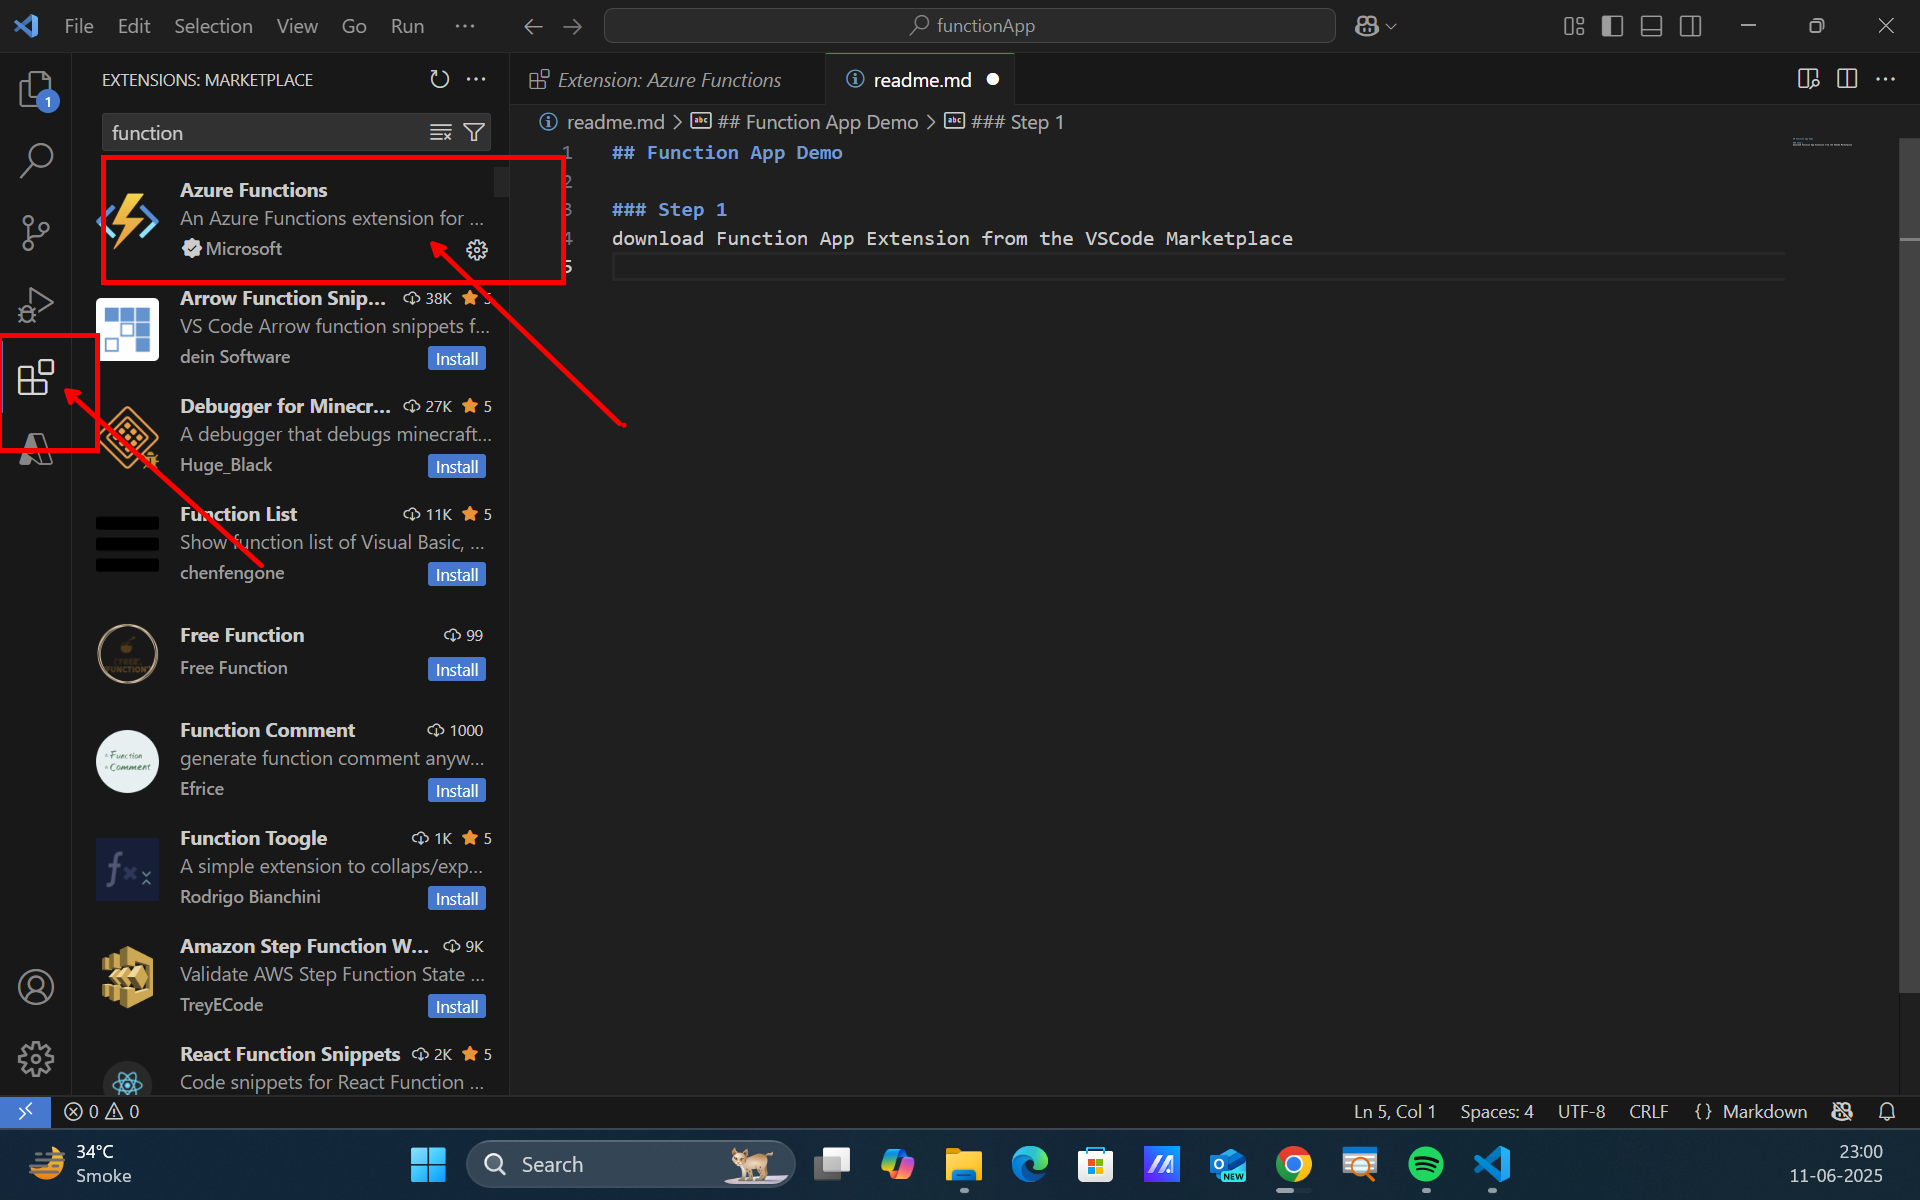 File Edit Selection View Go Run ···
functionApp
EXTENSIONS: MARKETPLACE
function
Azure Functions
An Azure Functions extension for ...
Microsoft
Arrow Function Snip... 38K 5
VS Code Arrow function snippets f...
dein Software Install
Debugger for Minecr... 27K 5
A debugger that debugs minecraft...
Huge_Black Install
Function List 11K 5
Show function list of Visual Basic, ...
chenfengone Install
Free Function 99
Free Function Install
Function Comment 1000
generate function comment anyw...
Efrice Install
Function
Comment
Function Toogle 1K 5
A simple extension to collaps/exp...
Rodrigo Bianchini Install
Amazon Step Function W... 9K
Validate AWS Step Function State ...
TreyECode Install
React Function Snippets 2K 5
Code snippets for React Function ...
1
Extension: Azure Functions readme.md
readme.md > ## Function App Demo > ### Step 1
1 ## Function App Demo
2
3 ### Step 1
4 download Function App Extension from the VSCode Marketplace
5
0 0
Ln 5, Col 1 Spaces: 4 UTF-8 CRLF {} Markdown
34°C
Smoke
Search
NEW
23:00
11-06-2025